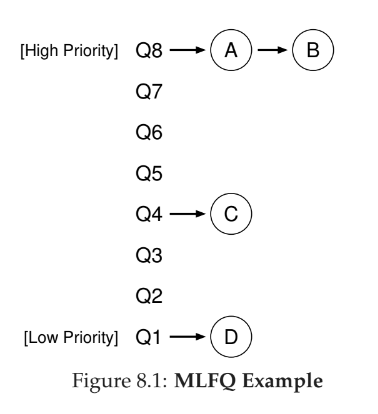 [High Priority] Q8 A B
Q7
Q6
Q5
Q4 C
Q3
Q2
[Low Priority] Q1 D
Figure 8.1: MLFQ Example